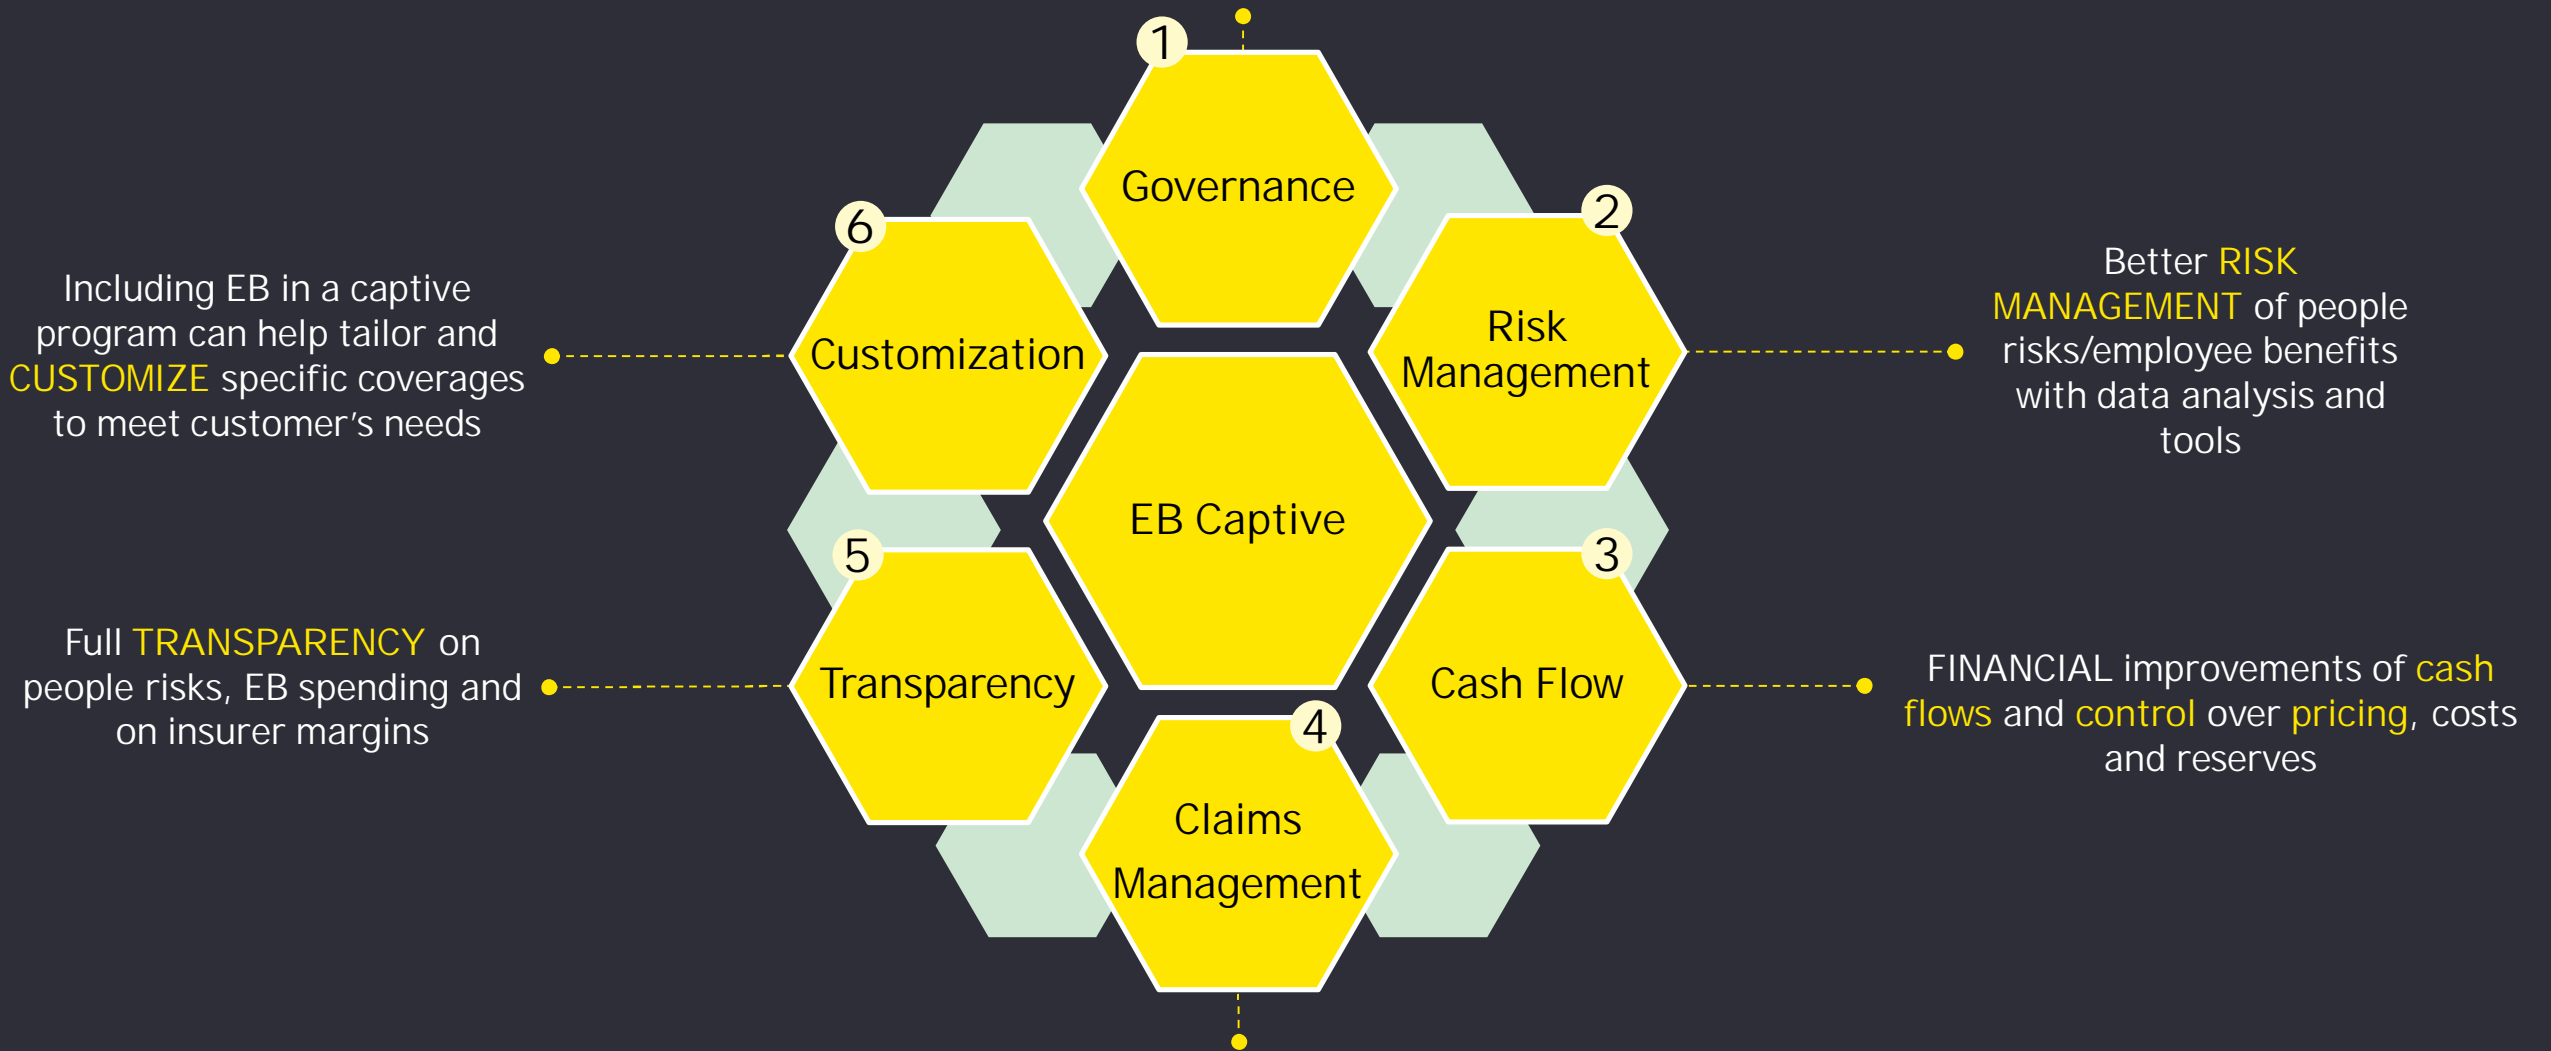 1
Governance
2
Risk
Management
Better RISK
MANAGEMENT of people
risks/employee benefits
with data analysis and
tools
3
Cash Flow
FINANCIAL improvements of cash
flows and control over pricing, costs
and reserves
4
Claims
Management
5
Transparency
Full TRANSPARENCY on
people risks, EB spending and
on insurer margins
6
Customization
Including EB in a captive
program can help tailor and
CUSTOMIZE specific coverages
to meet customer’s needs
EB Captive